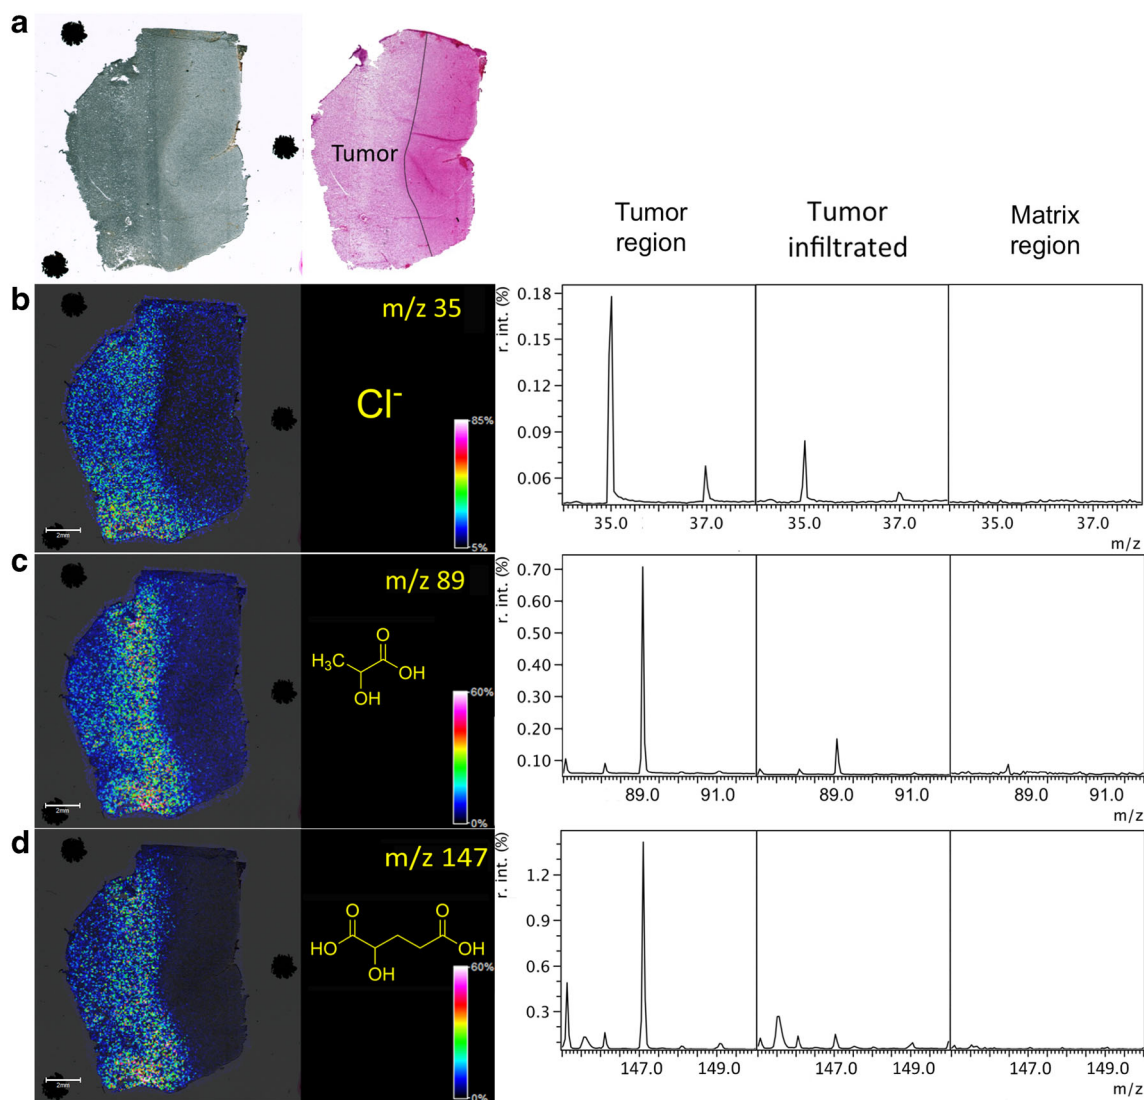 a
Tumor
Tumor
region
Tumor
infiltrated
Matrix
region
b
m/z 35
Cl-
85%
5%
2mm
r. int. (%)
0.18
0.15
0.12
0.09
0.06
35.0 37.0 35.0 37.0 35.0 37.0
m/z
c
m/z 89
O
H3C
OH
OH
60%
0%
2mm
r. int. (%)
0.70
0.60
0.50
0.40
0.30
0.20
0.10
89.0 91.0 89.0 91.0 89.0 91.0
m/z
d
m/z 147
O O
HO OH
OH
60%
0%
2mm
r. int. (%)
1.2
0.9
0.6
0.3
147.0 149.0 147.0 149.0 147.0 149.0
m/z